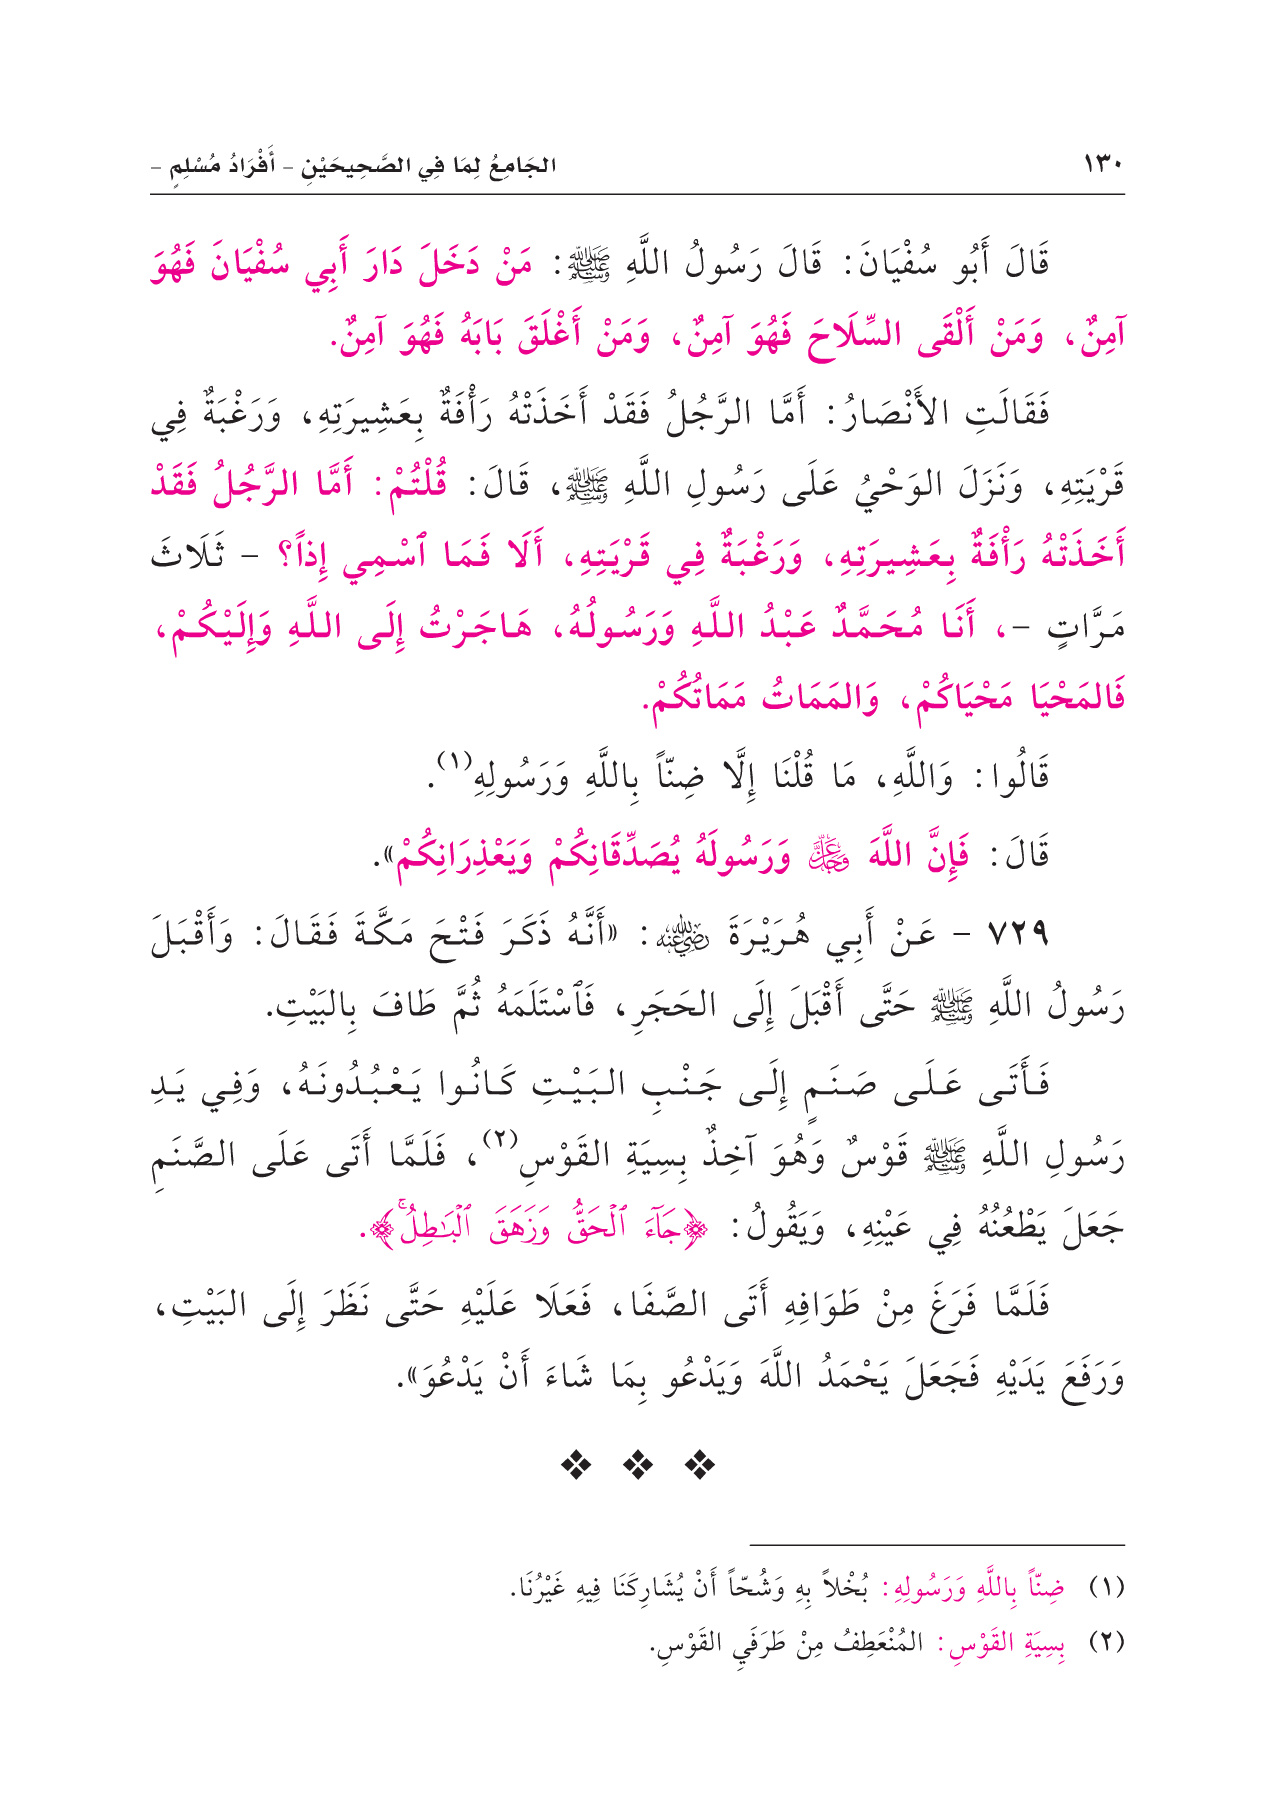 ١٣٠ الجَامِعُ لِمَا فِي الصَّحِيحَيْنِ – أَفْرَادُ مُسْلِمٍ –
قَالَ أَبُو سُفْيَانَ: قَالَ رَسُولُ اللَّهِ ﷺ: مَنْ دَخَلَ دَارَ أَبِي سُفْيَانَ فَهُوَ
آمِنٌ، وَمَنْ أَلْقَى السِّلَاحَ فَهُوَ آمِنٌ، وَمَنْ أَغْلَقَ بَابَهُ فَهُوَ آمِنٌ.
فَقَالَتِ الأَنْصَارُ: أَمَّا الرَّجُلُ فَقَدْ أَخَذَتْهُ رَأْفَةٌ بِعَشِيرَتِهِ، وَرَغْبَةٌ فِي
قَرْيَتِهِ، وَنَزَلَ الوَحْيُ عَلَى رَسُولِ اللَّهِ ﷺ، قَالَ: قُلْتُمْ: أَمَّا الرَّجُلُ فَقَدْ
أَخَذَتْهُ رَأْفَةٌ بِعَشِيرَتِهِ، وَرَغْبَةٌ فِي قَرْيَتِهِ، أَلَا فَمَا ٱسْمِي إِذاً؟ – ثَلَاثَ
مَرَّاتٍ –، أَنَا مُحَمَّدٌ عَبْدُ اللَّهِ وَرَسُولُهُ، هَاجَرْتُ إِلَى اللَّهِ وَإِلَيْكُمْ،
فَالمَحْيَا مَحْيَاكُمْ، وَالمَمَاتُ مَمَاتُكُمْ.
قَالُوا: وَاللَّهِ، مَا قُلْنَا إِلَّا ضِنّاً بِاللَّهِ وَرَسُولِهِ(١).
قَالَ: فَإِنَّ اللَّهَ عَزَّ وَجَلَّ وَرَسُولَهُ يُصَدِّقَانِكُمْ وَيَعْذِرَانِكُمْ».
٧٢٩ – عَنْ أَبِي هُرَيْرَةَ رضي الله عنه: «أَنَّهُ ذَكَرَ فَتْحَ مَكَّةَ فَقَالَ: وَأَقْبَلَ
رَسُولُ اللَّهِ ﷺ حَتَّى أَقْبَلَ إِلَى الحَجَرِ، فَٱسْتَلَمَهُ ثُمَّ طَافَ بِالبَيْتِ.
فَأَتَى عَلَى صَنَمٍ إِلَى جَنْبِ البَيْتِ كَانُوا يَعْبُدُونَهُ، وَفِي يَدِ
رَسُولِ اللَّهِ ﷺ قَوْسٌ وَهُوَ آخِذٌ بِسِيَةِ القَوْسِ(٢)، فَلَمَّا أَتَى عَلَى الصَّنَمِ
جَعَلَ يَطْعُنُهُ فِي عَيْنِهِ، وَيَقُولُ: ﴿جَآءَ ٱلۡحَقُّ وَزَهَقَ ٱلۡبَٰطِلُۚ﴾.
فَلَمَّا فَرَغَ مِنْ طَوَافِهِ أَتَى الصَّفَا، فَعَلَا عَلَيْهِ حَتَّى نَظَرَ إِلَى البَيْتِ،
وَرَفَعَ يَدَيْهِ فَجَعَلَ يَحْمَدُ اللَّهَ وَيَدْعُو بِمَا شَاءَ أَنْ يَدْعُوَ».
(١) ضِنّاً بِاللَّهِ وَرَسُولِهِ: بُخْلاً بِهِ وَشُحّاً أَنْ يُشَارِكَنَا فِيهِ غَيْرُنَا.
(٢) بِسِيَةِ القَوْسِ: المُنْعَطِفُ مِنْ طَرَفَيِ القَوْسِ.